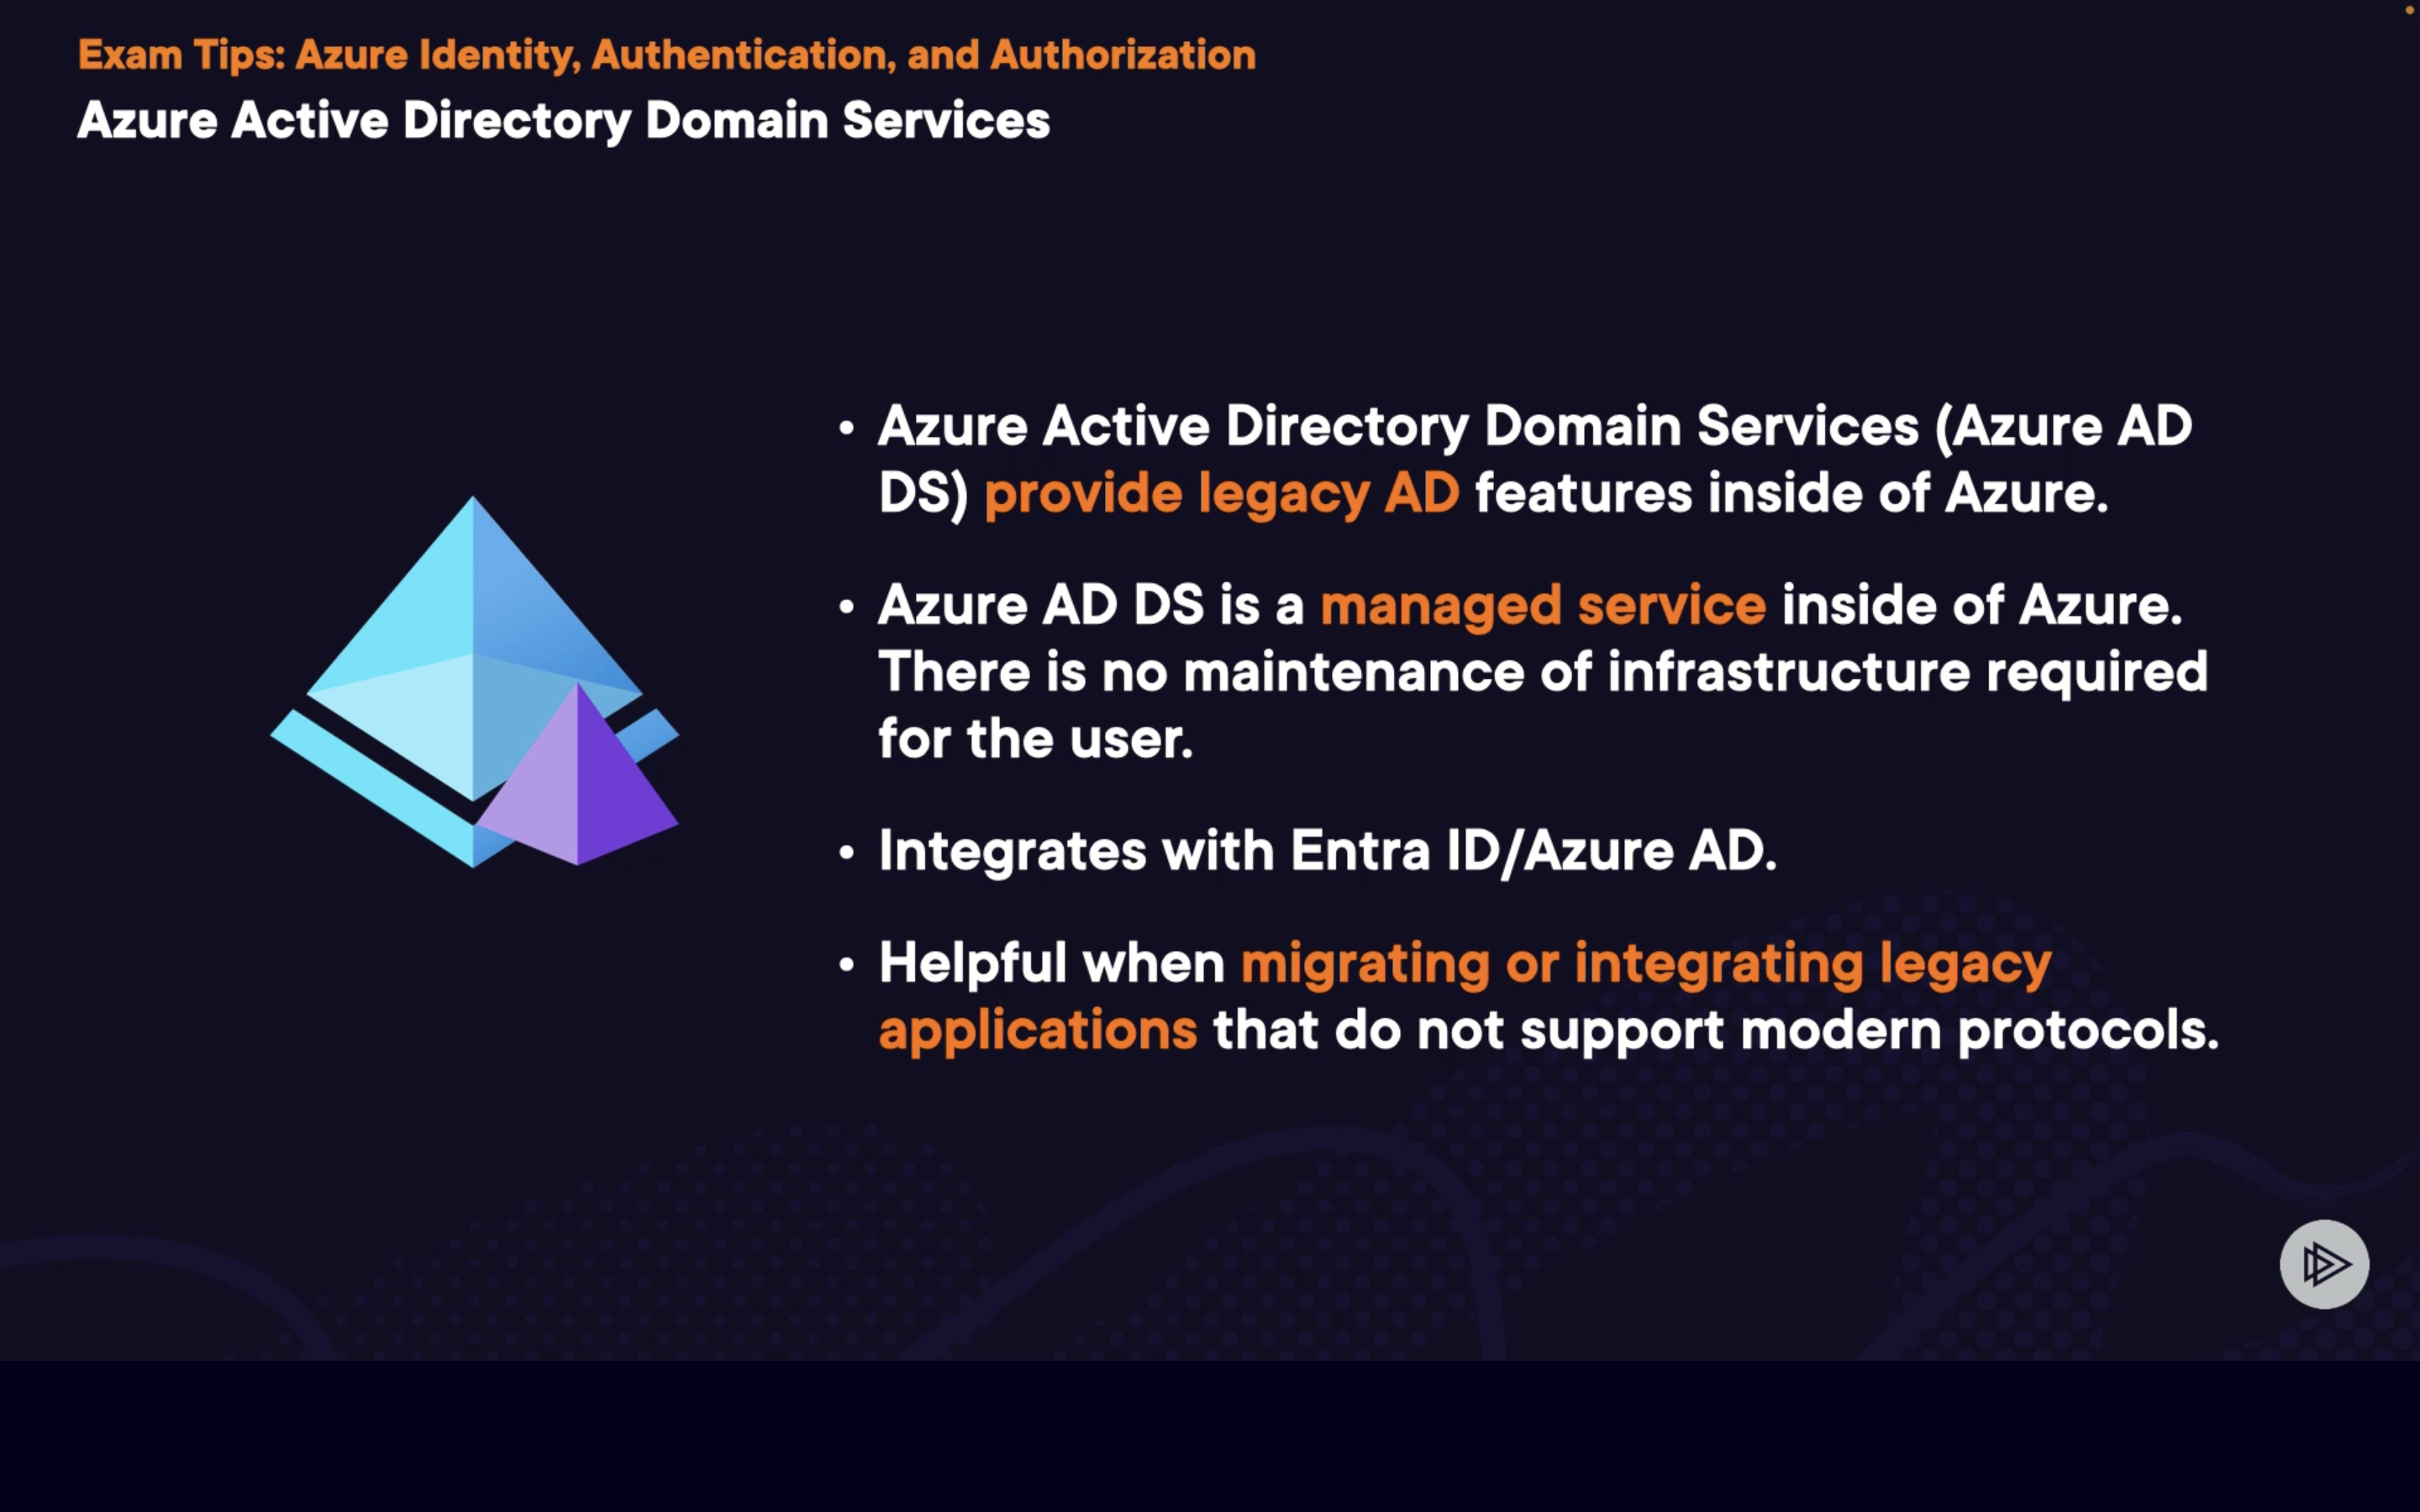 Exam Tips: Azure Identity, Authentication, and Authorization
Azure Active Directory Domain Services
• Azure Active Directory Domain Services (Azure AD
DS) provide legacy AD features inside of Azure.
• Azure AD DS is a managed service inside of Azure.
There is no maintenance of infrastructure required
for the user.
• Integrates with Entra ID/Azure AD.
• Helpful when migrating or integrating legacy
applications that do not support modern protocols.